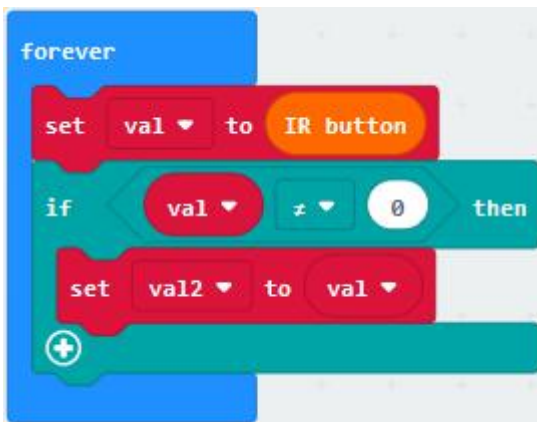 forever
set val to IR button
if val ≠ 0 then
set val2 to val